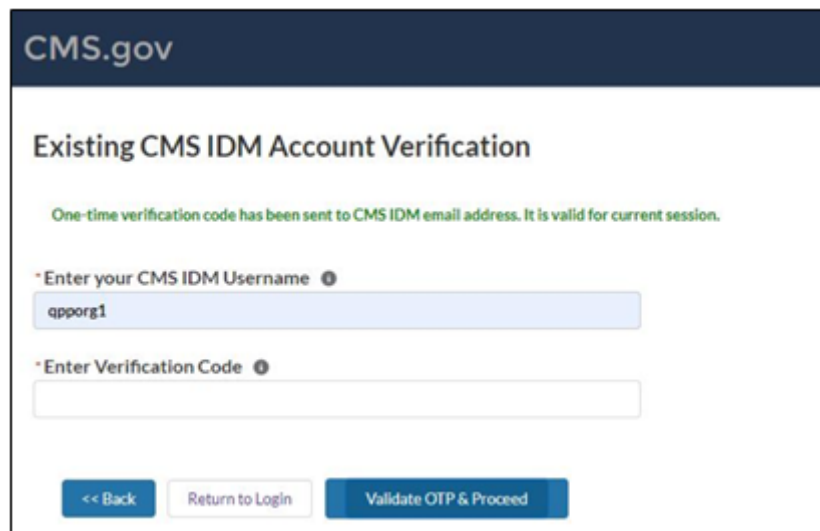 CMS.gov
Existing CMS IDM Account Verification
One-time verification code has been sent to CMS IDM email address. It is valid for current session.
*Enter your CMS IDM Username
qpporg1
*Enter Verification Code
<< Back Return to Login Validate OTP & Proceed